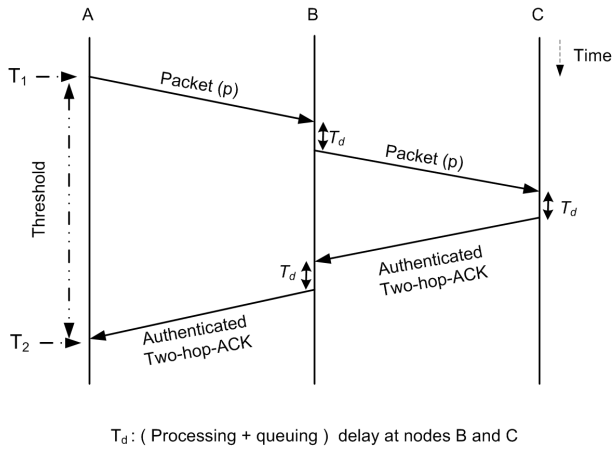 A B C
Time
T1
Packet (p)
Td
Packet (p)
Td
Threshold
Td
Authenticated
Two-hop-ACK
Authenticated
Two-hop-ACK
T2
Td : ( Processing + queuing ) delay at nodes B and C